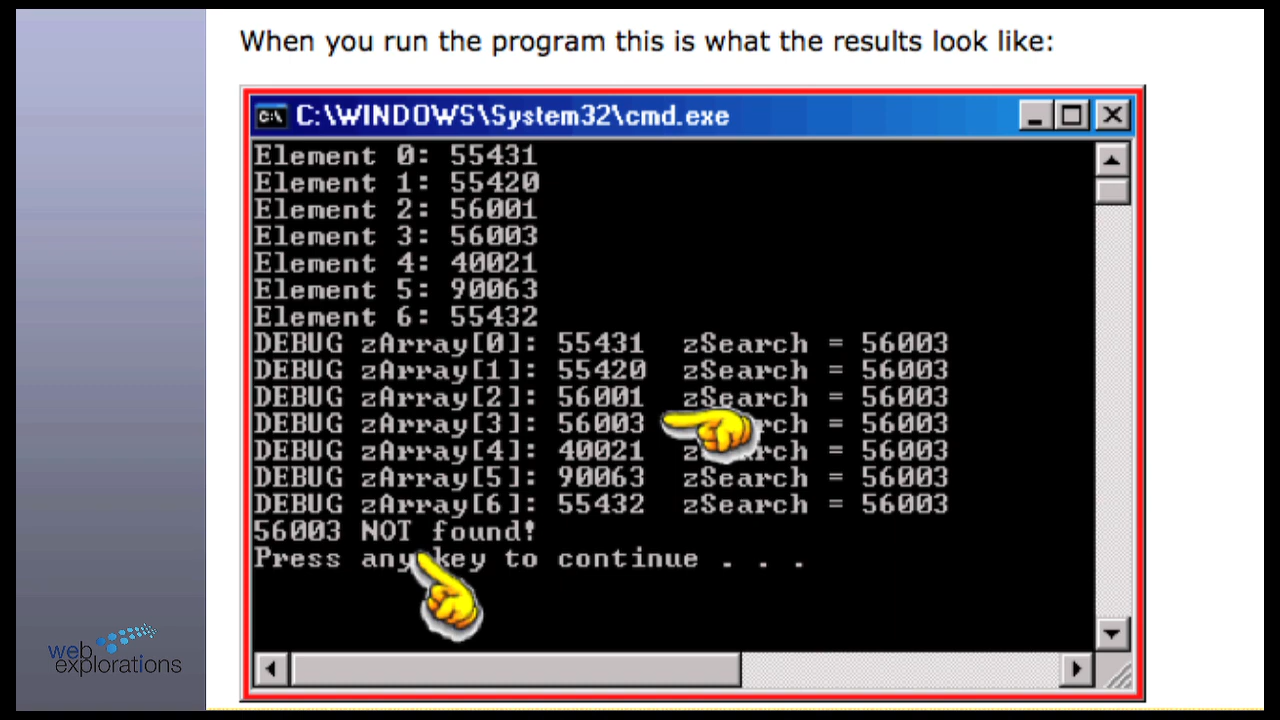 When you run the program this is what the results look like:
C:\WINDOWS\System32\cmd.exe
Element 0: 55431
Element 1: 55420
Element 2: 56001
Element 3: 56003
Element 4: 40021
Element 5: 90063
Element 6: 55432
DEBUG zArray[0]: 55431 zSearch = 56003
DEBUG zArray[1]: 55420 zSearch = 56003
DEBUG zArray[2]: 56001 zSearch = 56003
DEBUG zArray[3]: 56003 rch = 56003
DEBUG zArray[4]: 40021 zSearch = 56003
DEBUG zArray[5]: 90063 zSearch = 56003
DEBUG zArray[6]: 55432 zSearch = 56003
56003 NOT found!
Press any key to continue . . .
web
explorations